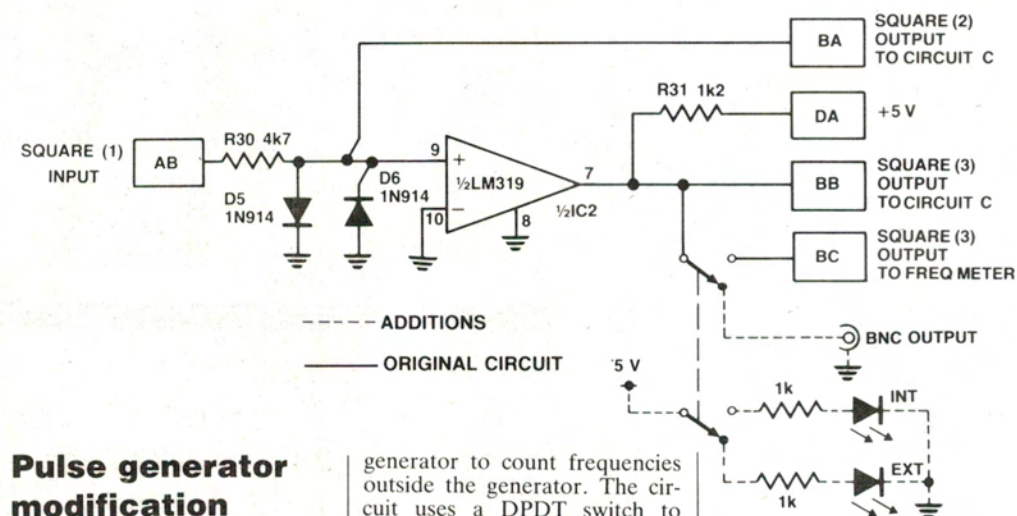 SQUARE (2)
OUTPUT
TO CIRCUIT C
BA
R31 1k2
DA
+5 V
SQUARE (1)
INPUT
AB
R30 4k7
D5
1N914
D6
1N914
9
+
½LM319
10
−
7
8
½IC2
BB
SQUARE (3)
OUTPUT
TO CIRCUIT C
BC
SQUARE (3)
OUTPUT
TO FREQ METER
ADDITIONS
ORIGINAL CIRCUIT
BNC OUTPUT
5 V
1k
INT
1k
EXT
Pulse generator
modification
generator to count frequencies
outside the generator. The cir-
cuit uses a DPDT switch to